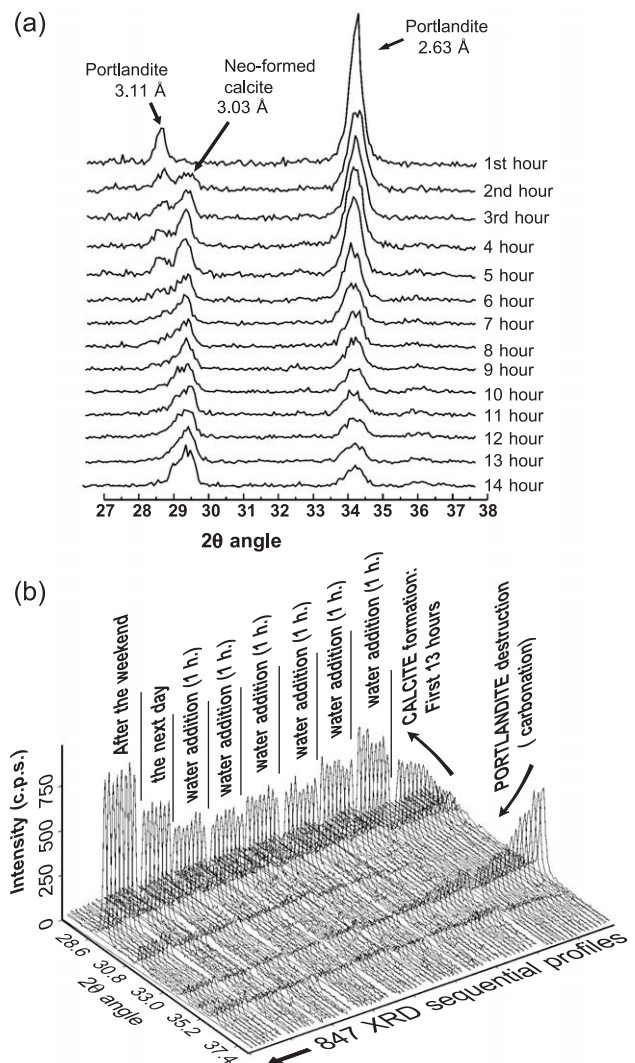 (a)
Portlandite
3.11 Å
Neo-formed
calcite
3.03 Å
Portlandite
2.63 Å
1st hour
2nd hour
3rd hour
4 hour
5 hour
6 hour
7 hour
8 hour
9 hour
10 hour
11 hour
12 hour
13 hour
14 hour
27 28 29 30 31 32 33 34 35 36 37 38
2θ angle
(b)
After the weekend
the next day
water addition (1 h.)
water addition (1 h.)
water addition (1 h.)
water addition (1 h.)
water addition (1 h.)
water addition (1 h.)
CALCITE formation:
First 13 hours
PORTLANDITE destruction
( carbonation)
Intensity (c.p.s.)
750
500
250
0
28.6
30.8
33.0
35.2
37.4
2θ angle
847 XRD sequential profiles